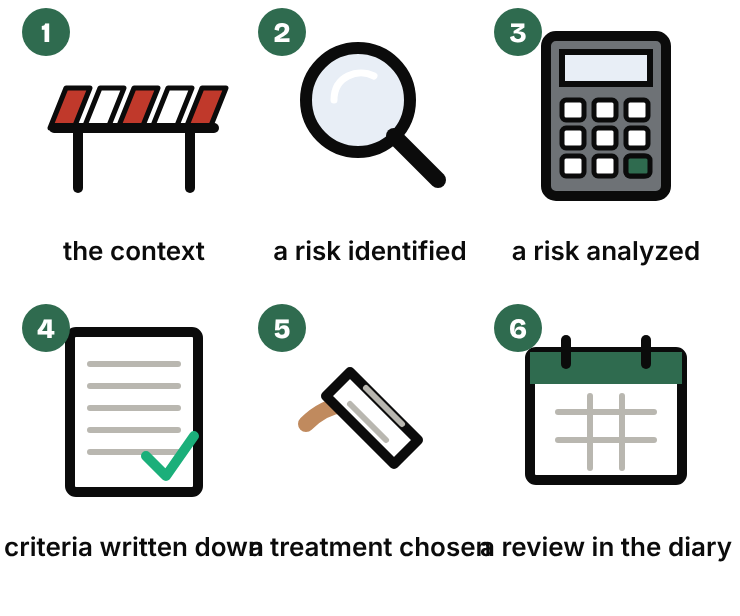 1
2
3
the context
a risk identified
a risk analyzed
4
5
6
criteria written down
a treatment chosen
a review in the diary